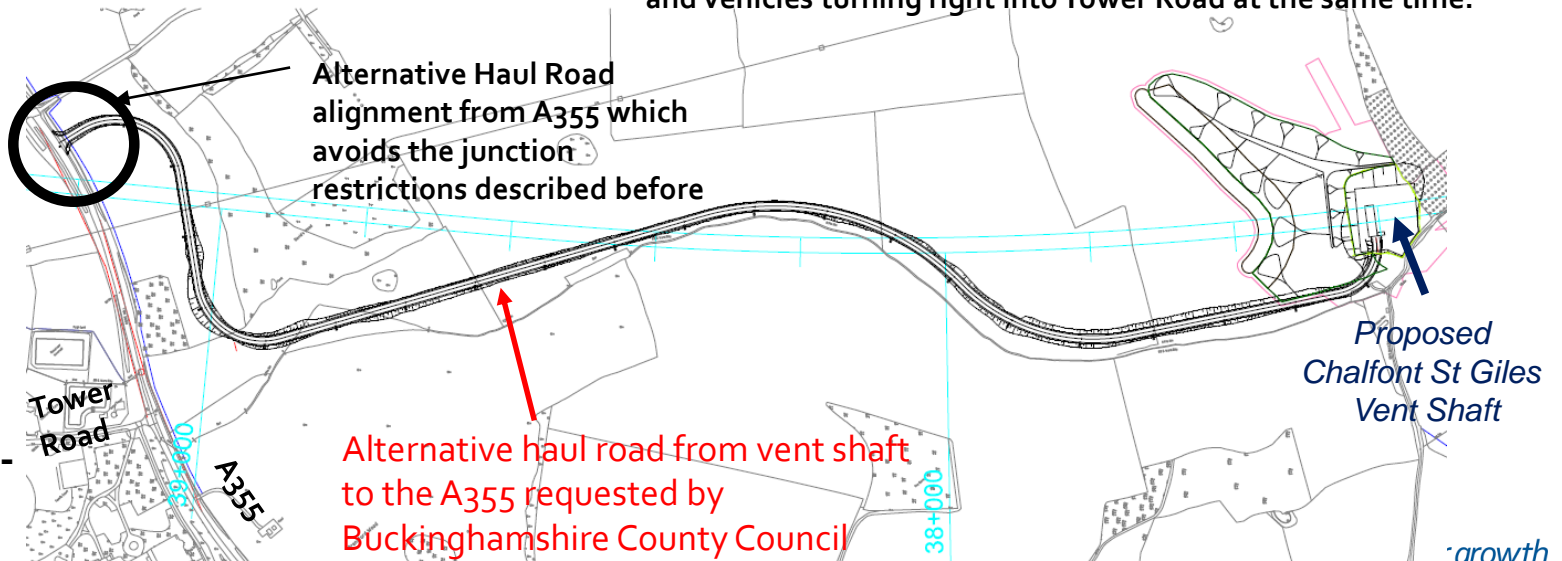 and vehicles turning right into Tower Road at the same time.
Alternative Haul Road
alignment from A355 which
avoids the junction
restrictions described before
Proposed
Chalfont St Giles
Vent Shaft
Tower
Road
-
A355
39+000
38+000
Alternative haul road from vent shaft
to the A355 requested by
Buckinghamshire County Council
growth